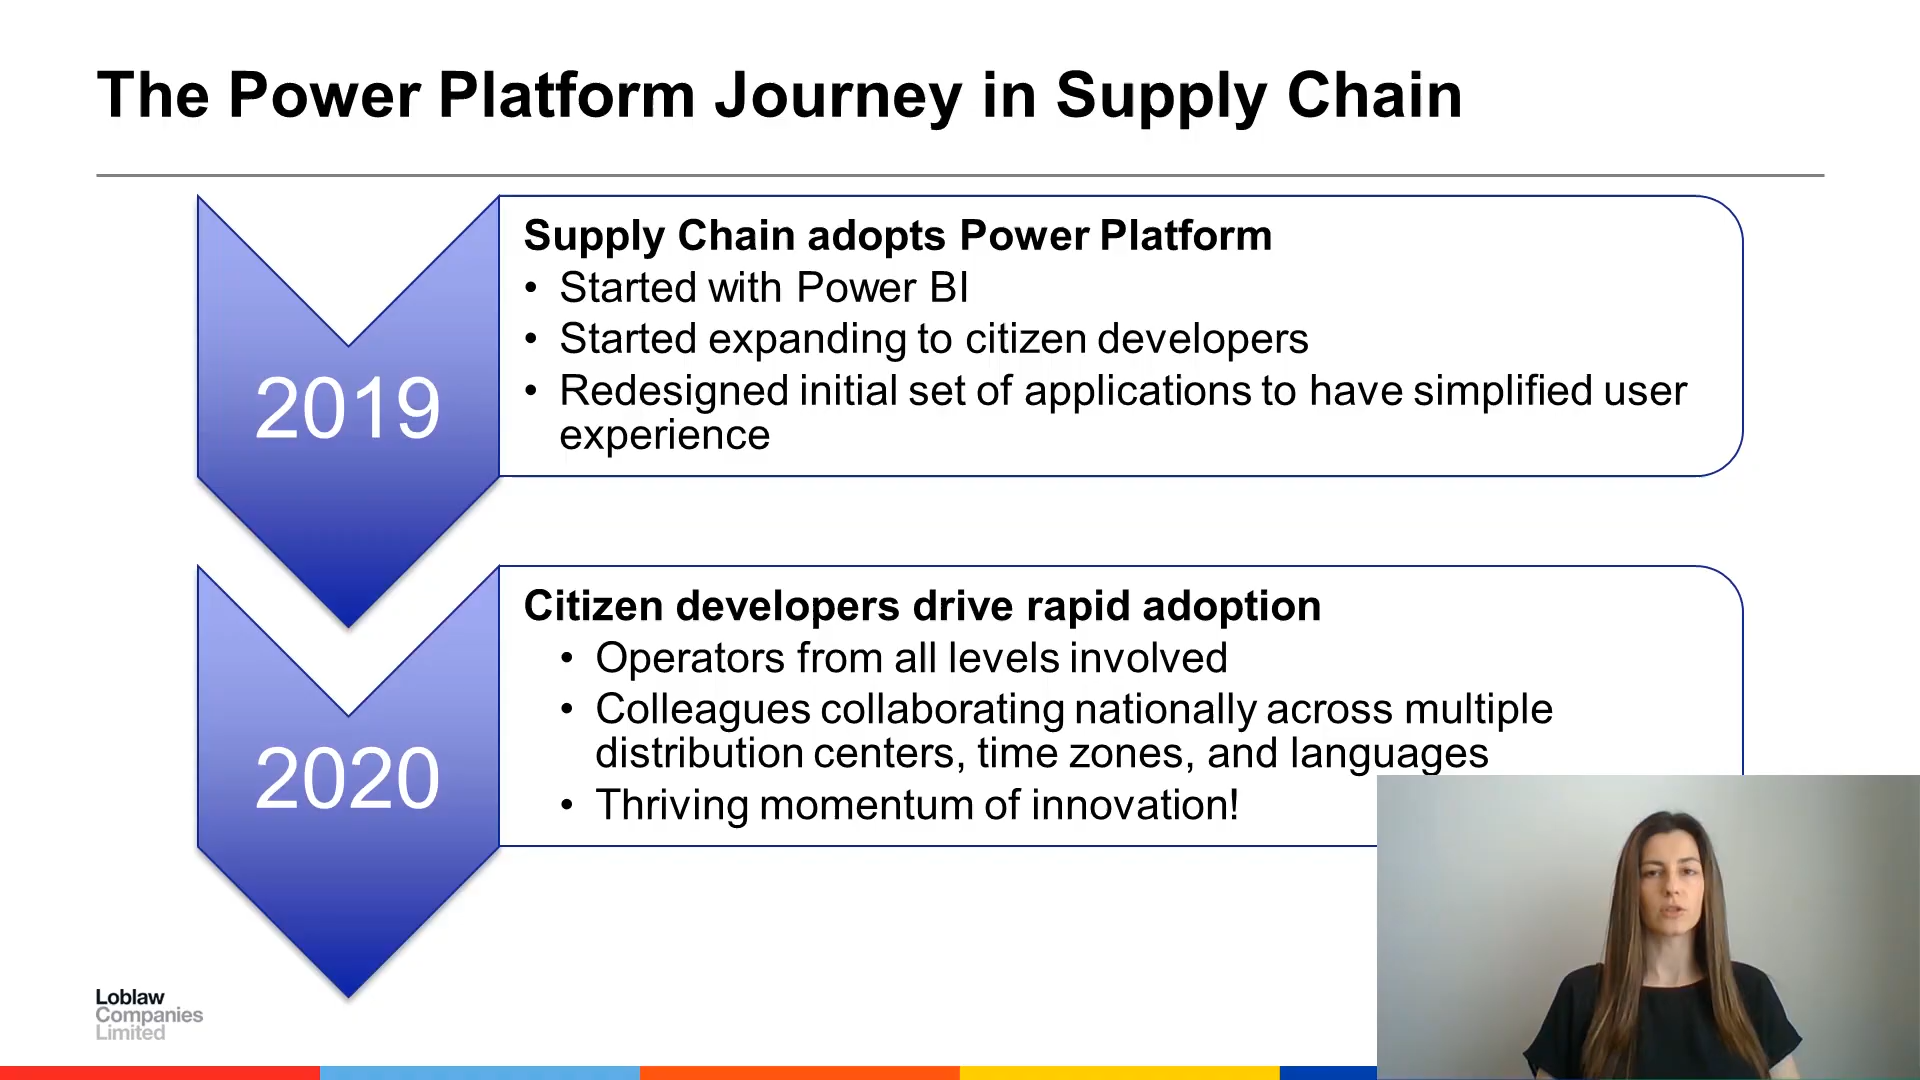 The Power Platform Journey in Supply Chain
2019
Supply Chain adopts Power Platform
• Started with Power BI
• Started expanding to citizen developers
• Redesigned initial set of applications to have simplified user
experience
2020
Citizen developers drive rapid adoption
• Operators from all levels involved
• Colleagues collaborating nationally across multiple
distribution centers, time zones, and languages
• Thriving momentum of innovation!
Loblaw
Companies
Limited